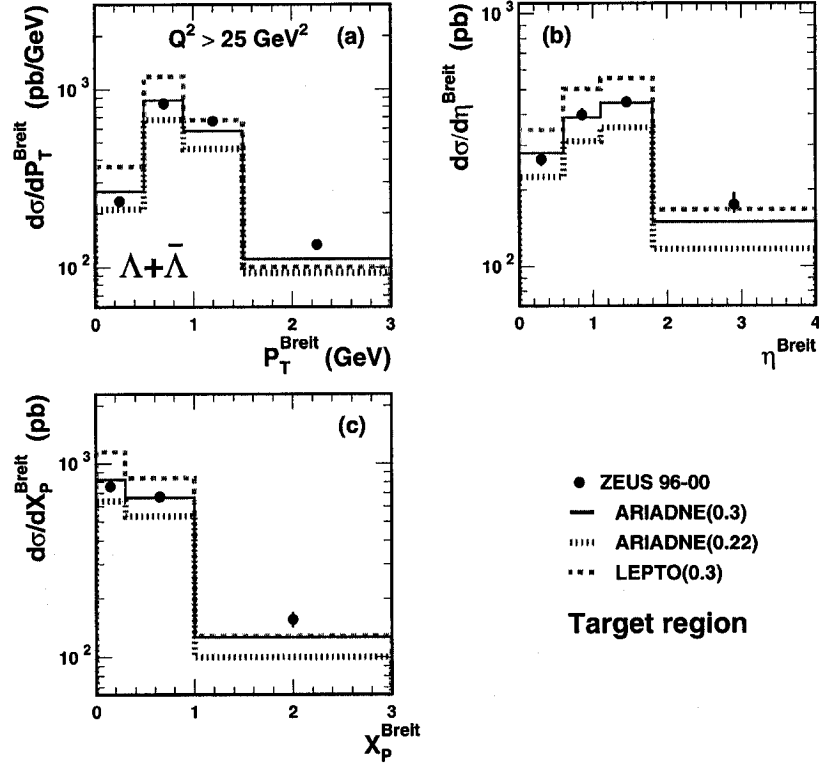 Q² > 25 GeV² (a)
dσ/dP_T^Breit (pb/GeV)
10³
10²
Λ+Λ̄
0 1 2 3
P_T^Breit (GeV)
(b)
dσ/dη^Breit (pb)
10³
10²
0 1 2 3 4
η^Breit
(c)
dσ/dX_P^Breit (pb)
10³
10²
0 1 2 3
X_P^Breit
ZEUS 96-00
ARIADNE(0.3)
ARIADNE(0.22)
LEPTO(0.3)
Target region